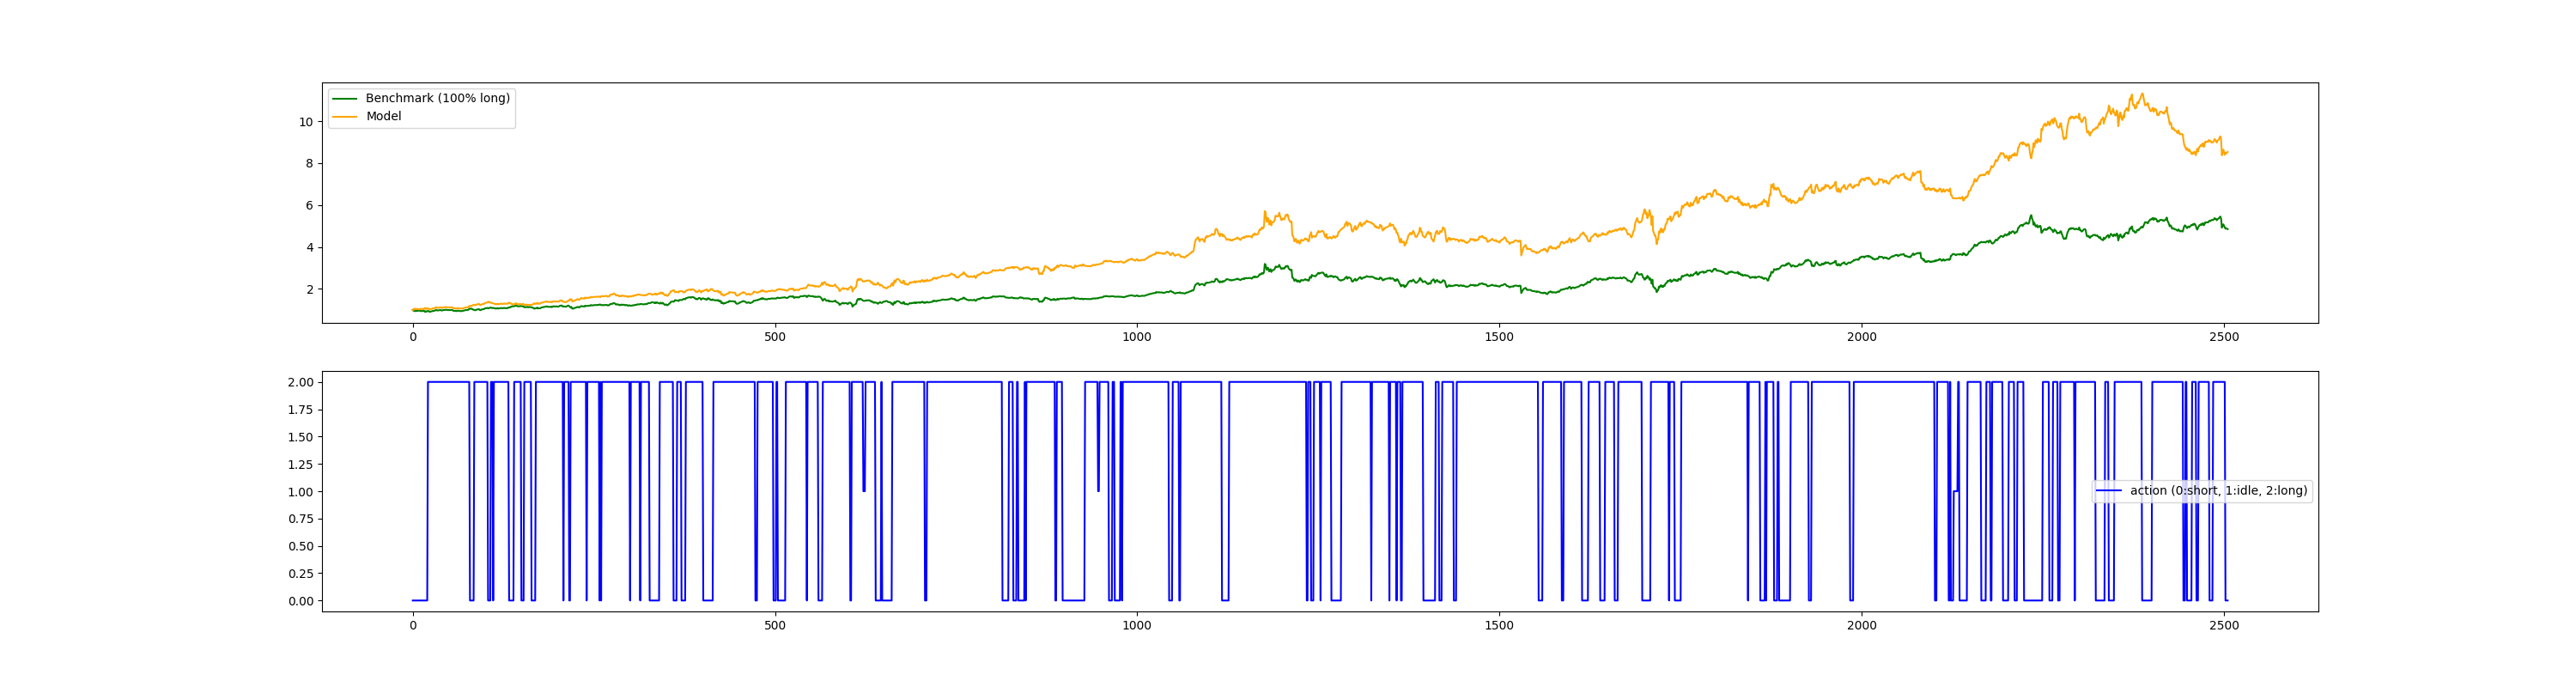 Benchmark (100% long)
Model
10
8
6
4
2
0 500 1000 1500 2000 2500
2.00
1.75
1.50
1.25
1.00
0.75
0.50
0.25
0.00
action (0:short, 1:idle, 2:long)
0 500 1000 1500 2000 2500